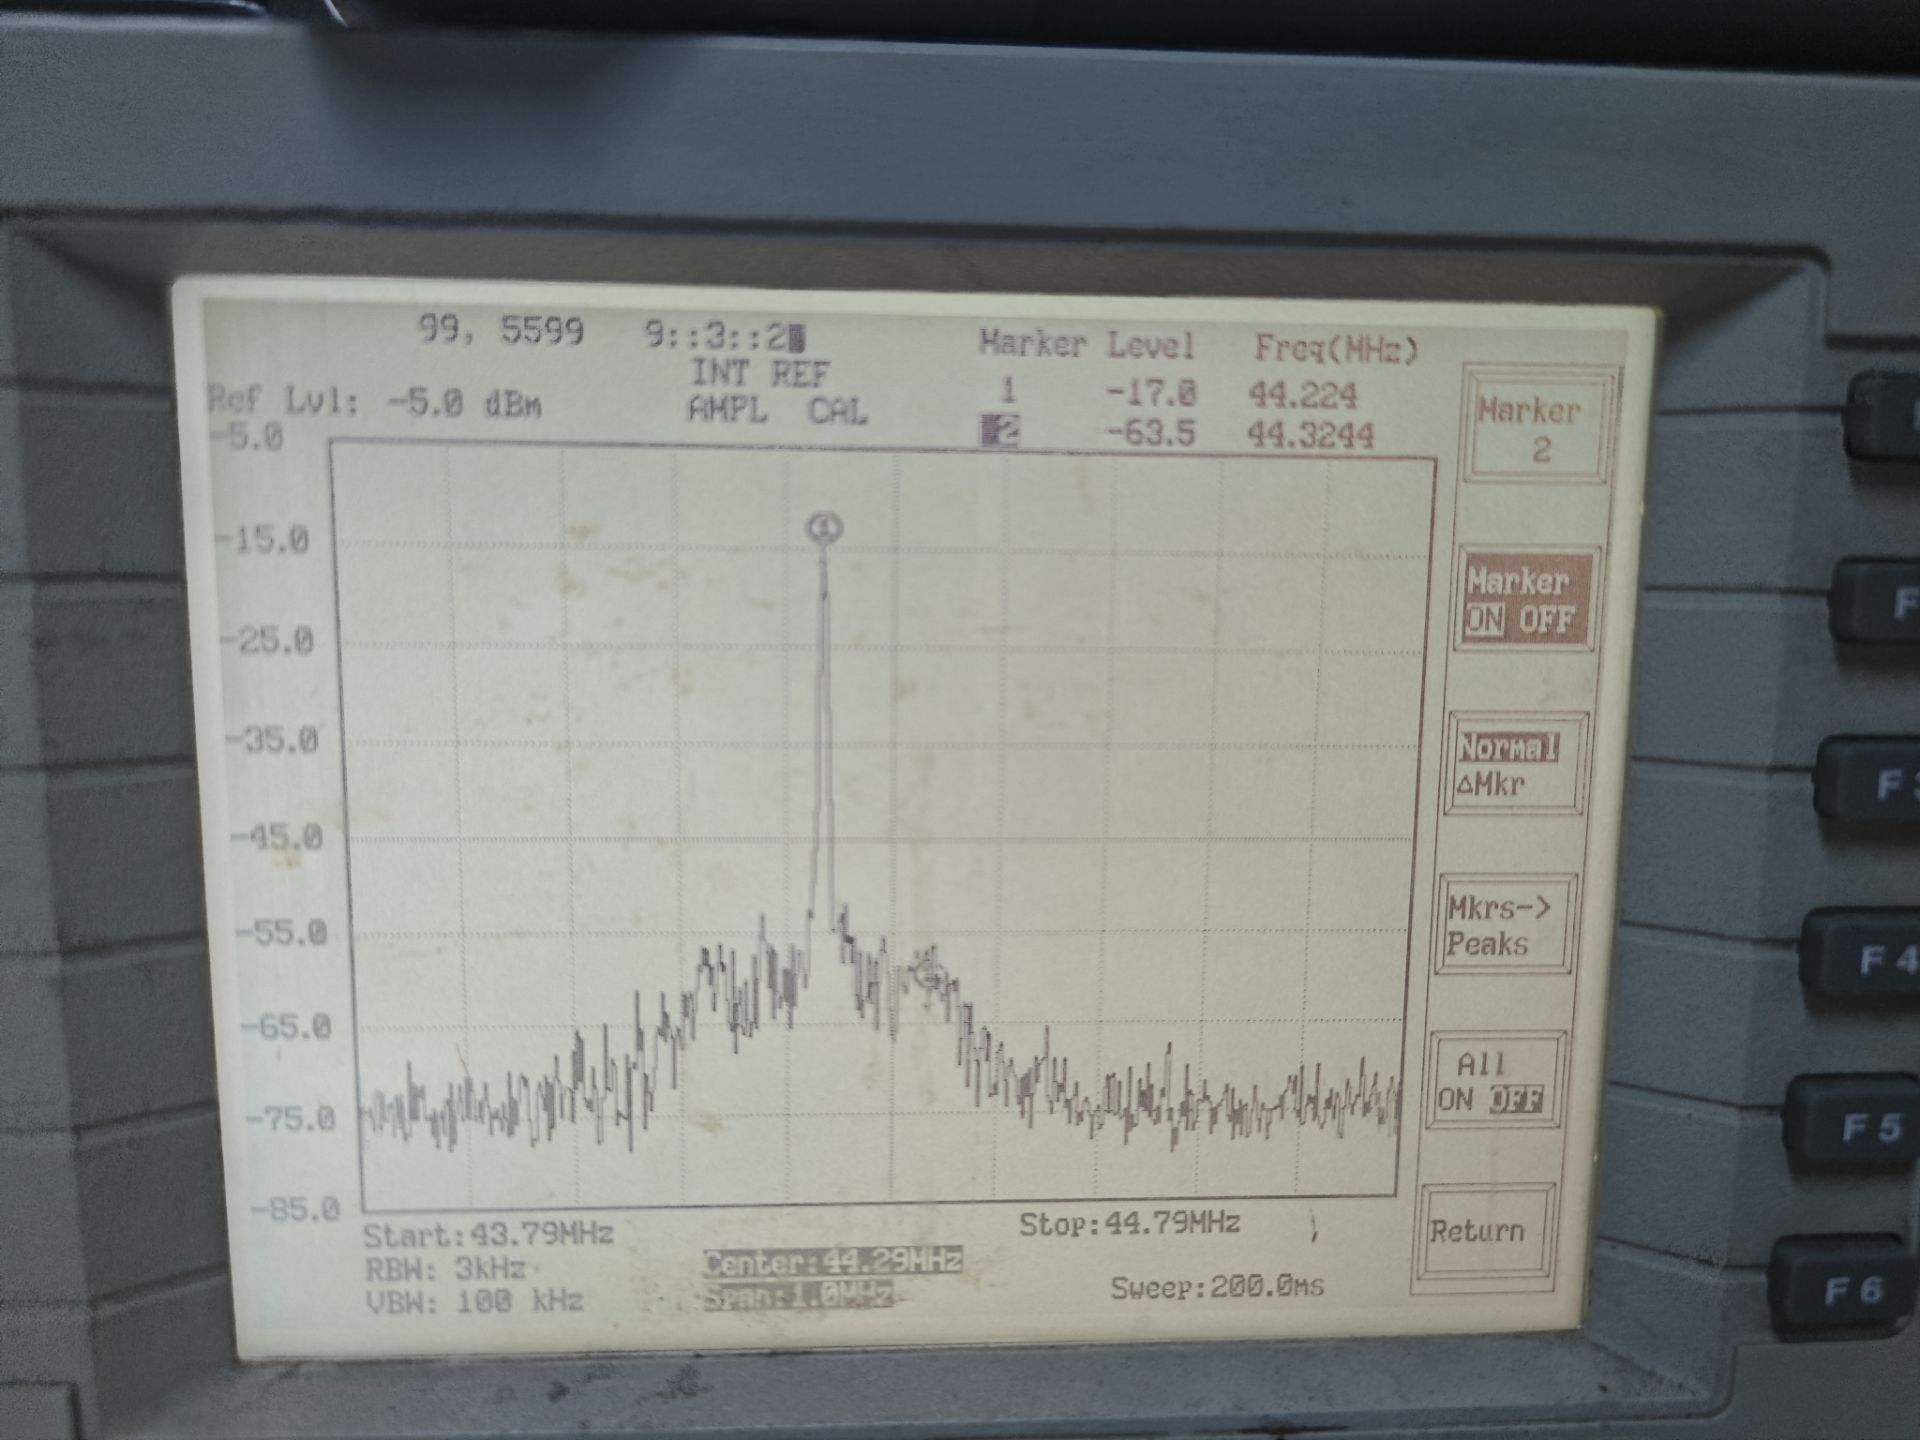 99, 5599 9::3::2
INT REF
AMPL CAL
Ref Lvl: -5.0 dBm
Marker Level Freq(MHz)
1 -17.0 44.224
2 -63.5 44.3244
-5.0
-15.0
-25.0
-35.0
-45.0
-55.0
-65.0
-75.0
-85.0
1
Start:43.79MHz
Stop:44.79MHz
RBW: 3kHz
Center:44.29MHz
VBW: 100 kHz
Span:1.0MHz
Sweep:200.0ms
Marker
2
Marker
ON OFF
Normal
△Mkr
Mkrs->
Peaks
All
ON OFF
Return
F
F 4
F 5
F 6